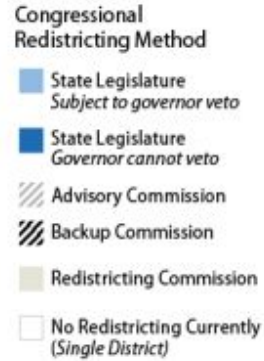 Congressional
Redistricting Method
State Legislature
Subject to governor veto
State Legislature
Governor cannot veto
Advisory Commission
Backup Commission
Redistricting Commission
No Redistricting Currently
(Single District)